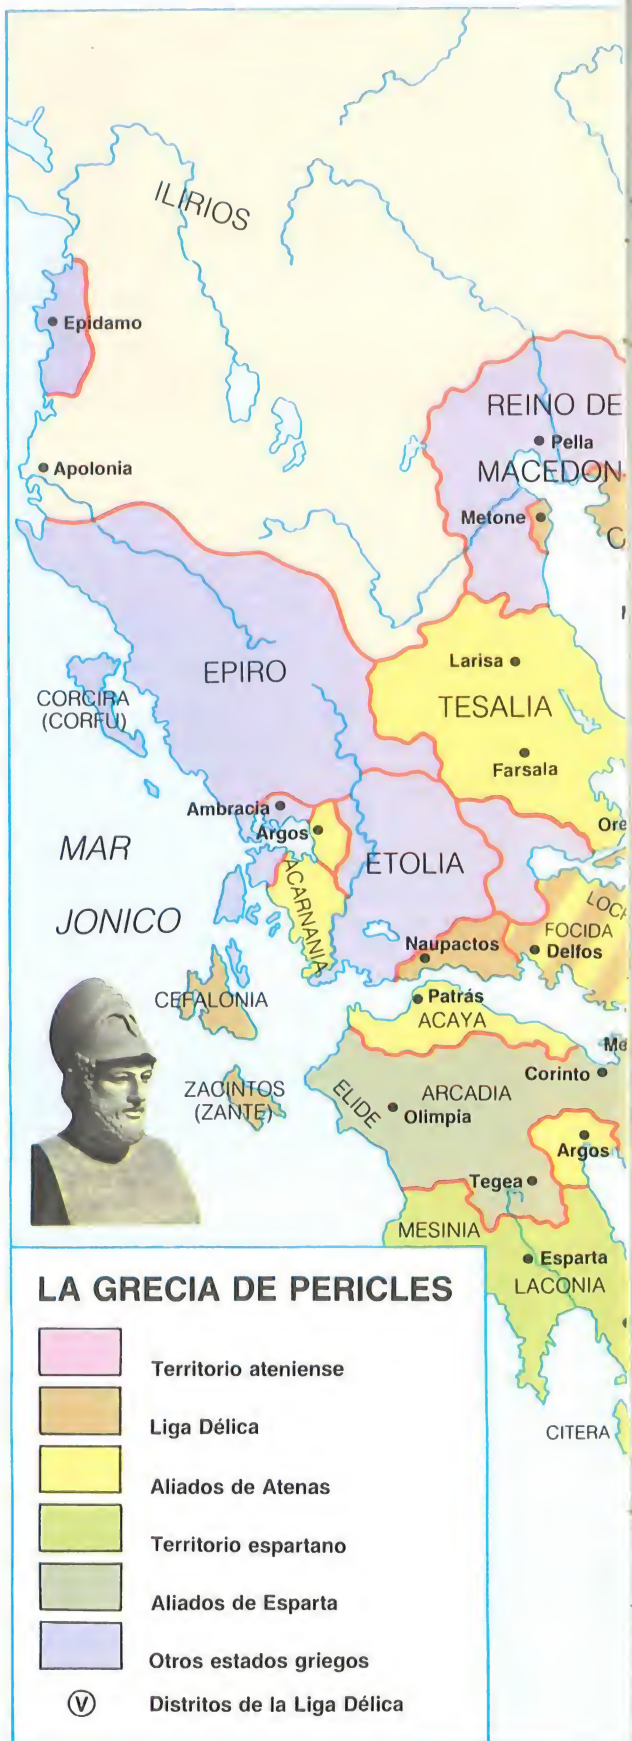 ILIRIOS
Epidamo
REINO DE
Pella
Apolonia
MACEDON
Metone
Larisa
EPIRO
TESALIA
CORCIRA
(CORFU)
Farsala
Ambracia
Argos
Ore
MAR
JONICO
ETOLIA
ACARNANIA
LOCR
FOCIDA
Naupactos
Delfos
CEFALONIA
Patrás
ACAYA
Me
Corinto
ZACINTOS
(ZANTE)
ELIDE
ARCADIA
Olimpia
Argos
Tegea
MESINIA
Esparta
LACONIA
CITERA
LA GRECIA DE PERICLES
Territorio ateniense
Liga Délica
Aliados de Atenas
Territorio espartano
Aliados de Esparta
Otros estados griegos
V Distritos de la Liga Délica